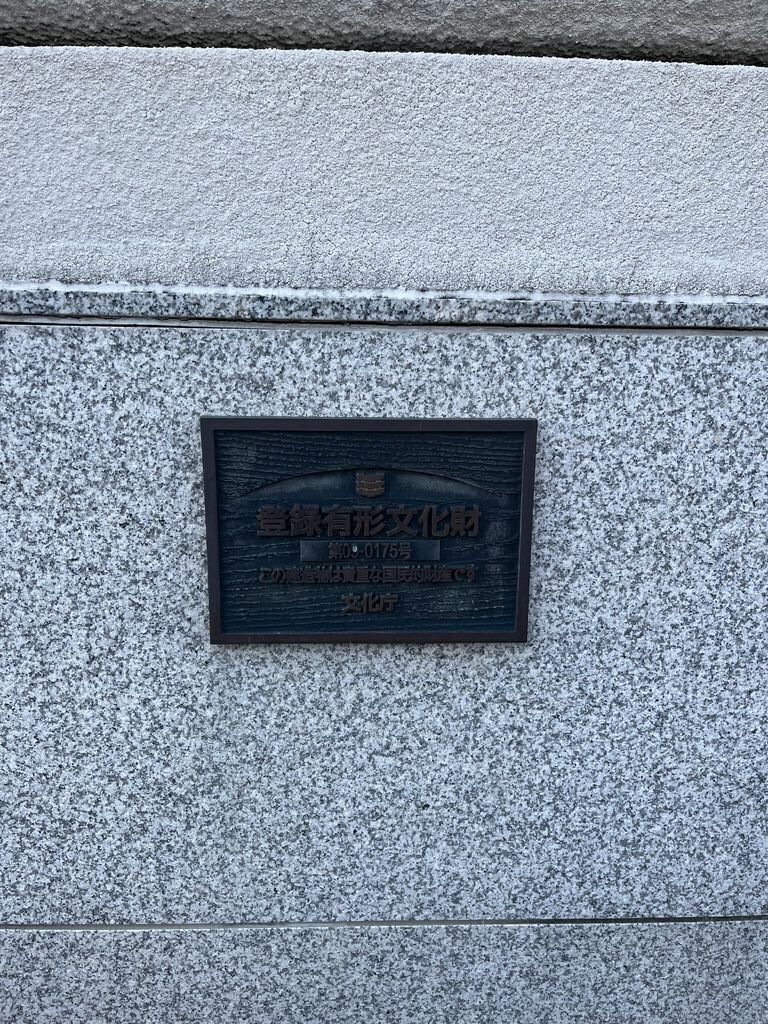 登録有形文化財
第09-0175号
この建造物は貴重な国民的財産です
文化庁